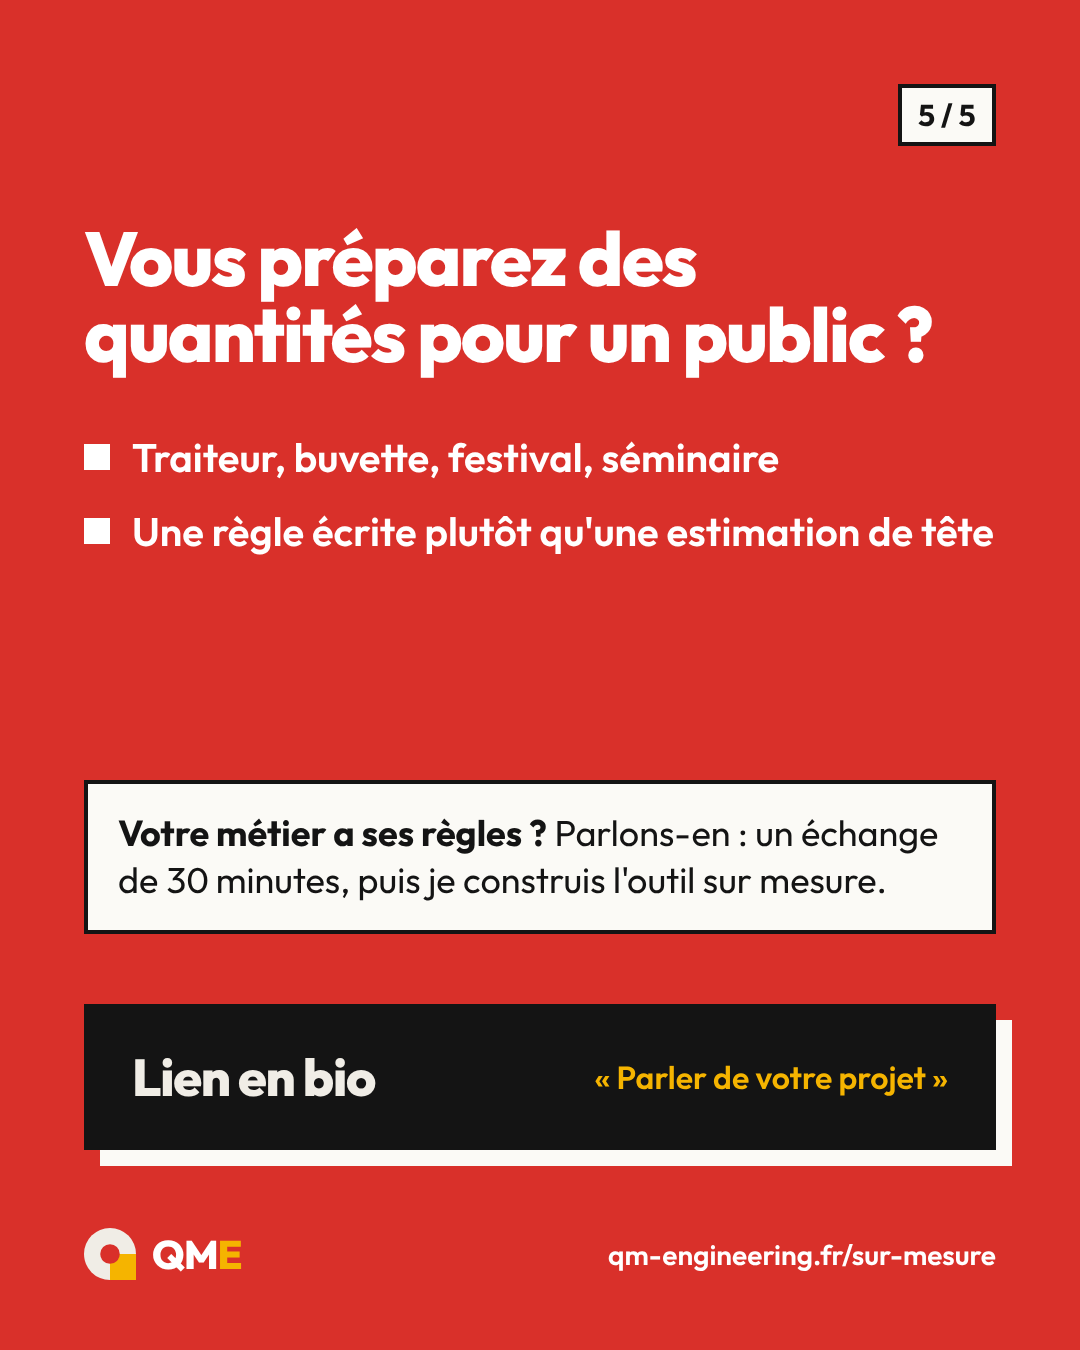 5 / 5
Vous préparez des
quantités pour un public ?
Traiteur, buvette, festival, séminaire
Une règle écrite plutôt qu'une estimation de tête
Votre métier a ses règles ? Parlons-en : un échange
de 30 minutes, puis je construis l'outil sur mesure.
Lien en bio
« Parler de votre projet »
QME
qm-engineering.fr/sur-mesure